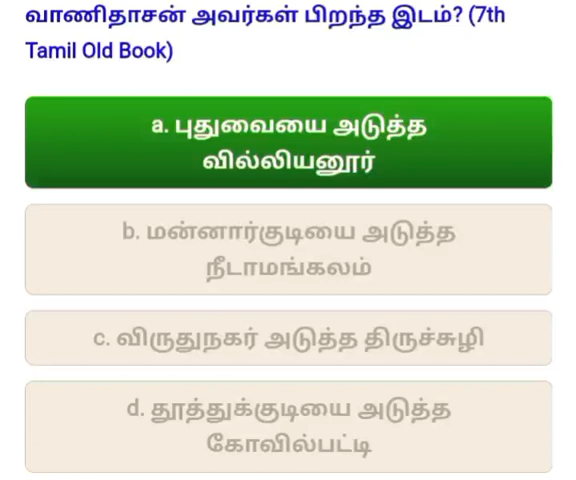 வாணிதாசன் அவர்கள் பிறந்த இடம்? (7th
Tamil Old Book)
a. புதுவையை அடுத்த
வில்லியனூர்
b. மன்னார்குடியை அடுத்த
நீடாமங்கலம்
c. விருதுநகர் அடுத்த திருச்சுழி
d. தூத்துக்குடியை அடுத்த
கோவில்பட்டி